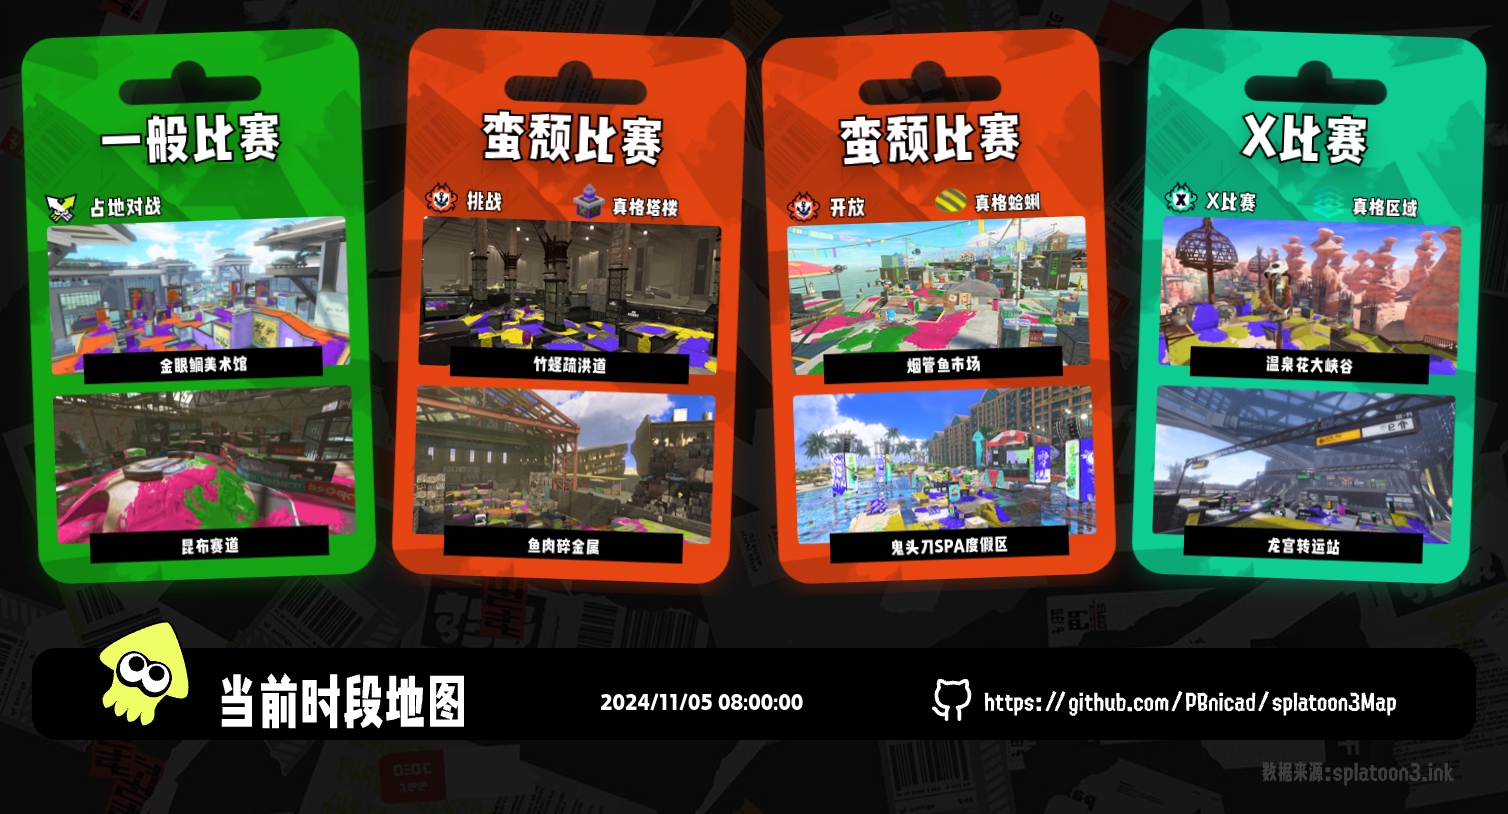 一般比赛
占地对战
金眼鲷美术馆
昆布赛道
蛮颓比赛
挑战
真格塔楼
竹蛏疏洪道
鱼肉碎金属
蛮颓比赛
开放
真格蛤蜊
烟管鱼市场
鬼头刀SPA度假区
X比赛
X比赛
真格区域
温泉花大峡谷
龙宫转运站
当前时段地图
2024/11/05 08:00:00
https://github.com/PBnicad/splatoon3Map
数据来源:splatoon3.ink